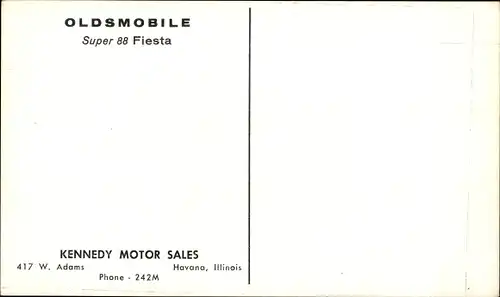 OLDSMOBILE
Super 88 Fiesta
KENNEDY MOTOR SALES
417 W. Adams Havana, Illinois
Phone - 242M